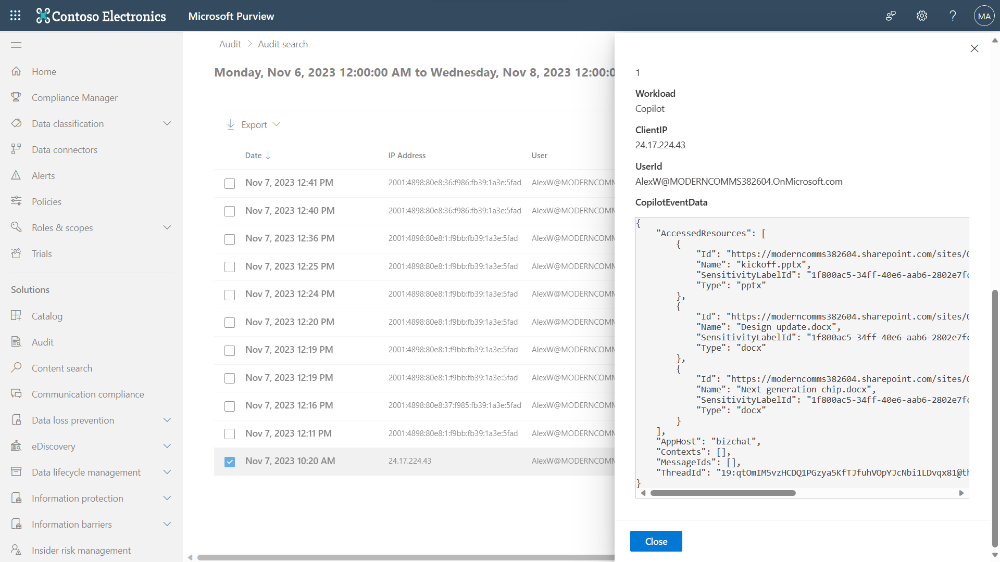 Contoso Electronics
Microsoft Purview
MA
Home
Compliance Manager
Data classification
Data connectors
Alerts
Policies
Roles & scopes
Trials
Solutions
Catalog
Audit
Content search
Communication compliance
Data loss prevention
eDiscovery
Data lifecycle management
Information protection
Information barriers
Insider risk management
Audit > Audit search
Monday, Nov 6, 2023 12:00:00 AM to Wednesday, Nov 8, 2023 12:00:0
Export
Date ↓ IP Address User
Nov 7, 2023 12:41 PM 2001:4898:80e8:36:f986:fb39:1a3e:5fad AlexW@MODERNCOMM
Nov 7, 2023 12:40 PM 2001:4898:80e8:36:f986:fb39:1a3e:5fad AlexW@MODERNCOMM
Nov 7, 2023 12:36 PM 2001:4898:80e8:1:f9bb:fb39:1a3e:5fad AlexW@MODERNCOMM
Nov 7, 2023 12:25 PM 2001:4898:80e8:1:f9bb:fb39:1a3e:5fad AlexW@MODERNCOMM
Nov 7, 2023 12:24 PM 2001:4898:80e8:1:f9bb:fb39:1a3e:5fad AlexW@MODERNCOMM
Nov 7, 2023 12:20 PM 2001:4898:80e8:1:f9bb:fb39:1a3e:5fad AlexW@MODERNCOMM
Nov 7, 2023 12:19 PM 2001:4898:80e8:1:f9bb:fb39:1a3e:5fad AlexW@MODERNCOMM
Nov 7, 2023 12:19 PM 2001:4898:80e8:1:f9bb:fb39:1a3e:5fad AlexW@MODERNCOMM
Nov 7, 2023 12:16 PM 2001:4898:80e8:37:f985:fb39:1a3e:5fad AlexW@MODERNCOMM
Nov 7, 2023 12:11 PM 2001:4898:80e8:1:f9bb:fb39:1a3e:5fad AlexW@MODERNCOMM
Nov 7, 2023 10:20 AM 24.17.224.43 AlexW@MODERNCOMM
1
Workload
Copilot
ClientIP
24.17.224.43
UserId
AlexW@MODERNCOMMS382604.OnMicrosoft.com
CopilotEventData
{
"AccessedResources": [
{
"Id": "https://moderncomms382604.sharepoint.com/sites/
"Name": "kickoff.pptx",
"SensitivityLabelId": "1f800ac5-34ff-40e6-aab6-2802e7f
"Type": "pptx"
},
{
"Id": "https://moderncomms382604.sharepoint.com/sites/
"Name": "Design update.docx",
"SensitivityLabelId": "1f800ac5-34ff-40e6-aab6-2802e7f
"Type": "docx"
},
{
"Id": "https://moderncomms382604.sharepoint.com/sites/
"Name": "Next generation chip.docx",
"SensitivityLabelId": "1f800ac5-34ff-40e6-aab6-2802e7f
"Type": "docx"
}
],
"AppHost": "bizchat",
"Contexts": [],
"MessageIds": [],
"ThreadId": "19:qtOmIM5vzHCDQ1PGzya5KfTJfuhVOpYJcNbi1LDvqx81@t
}
Close